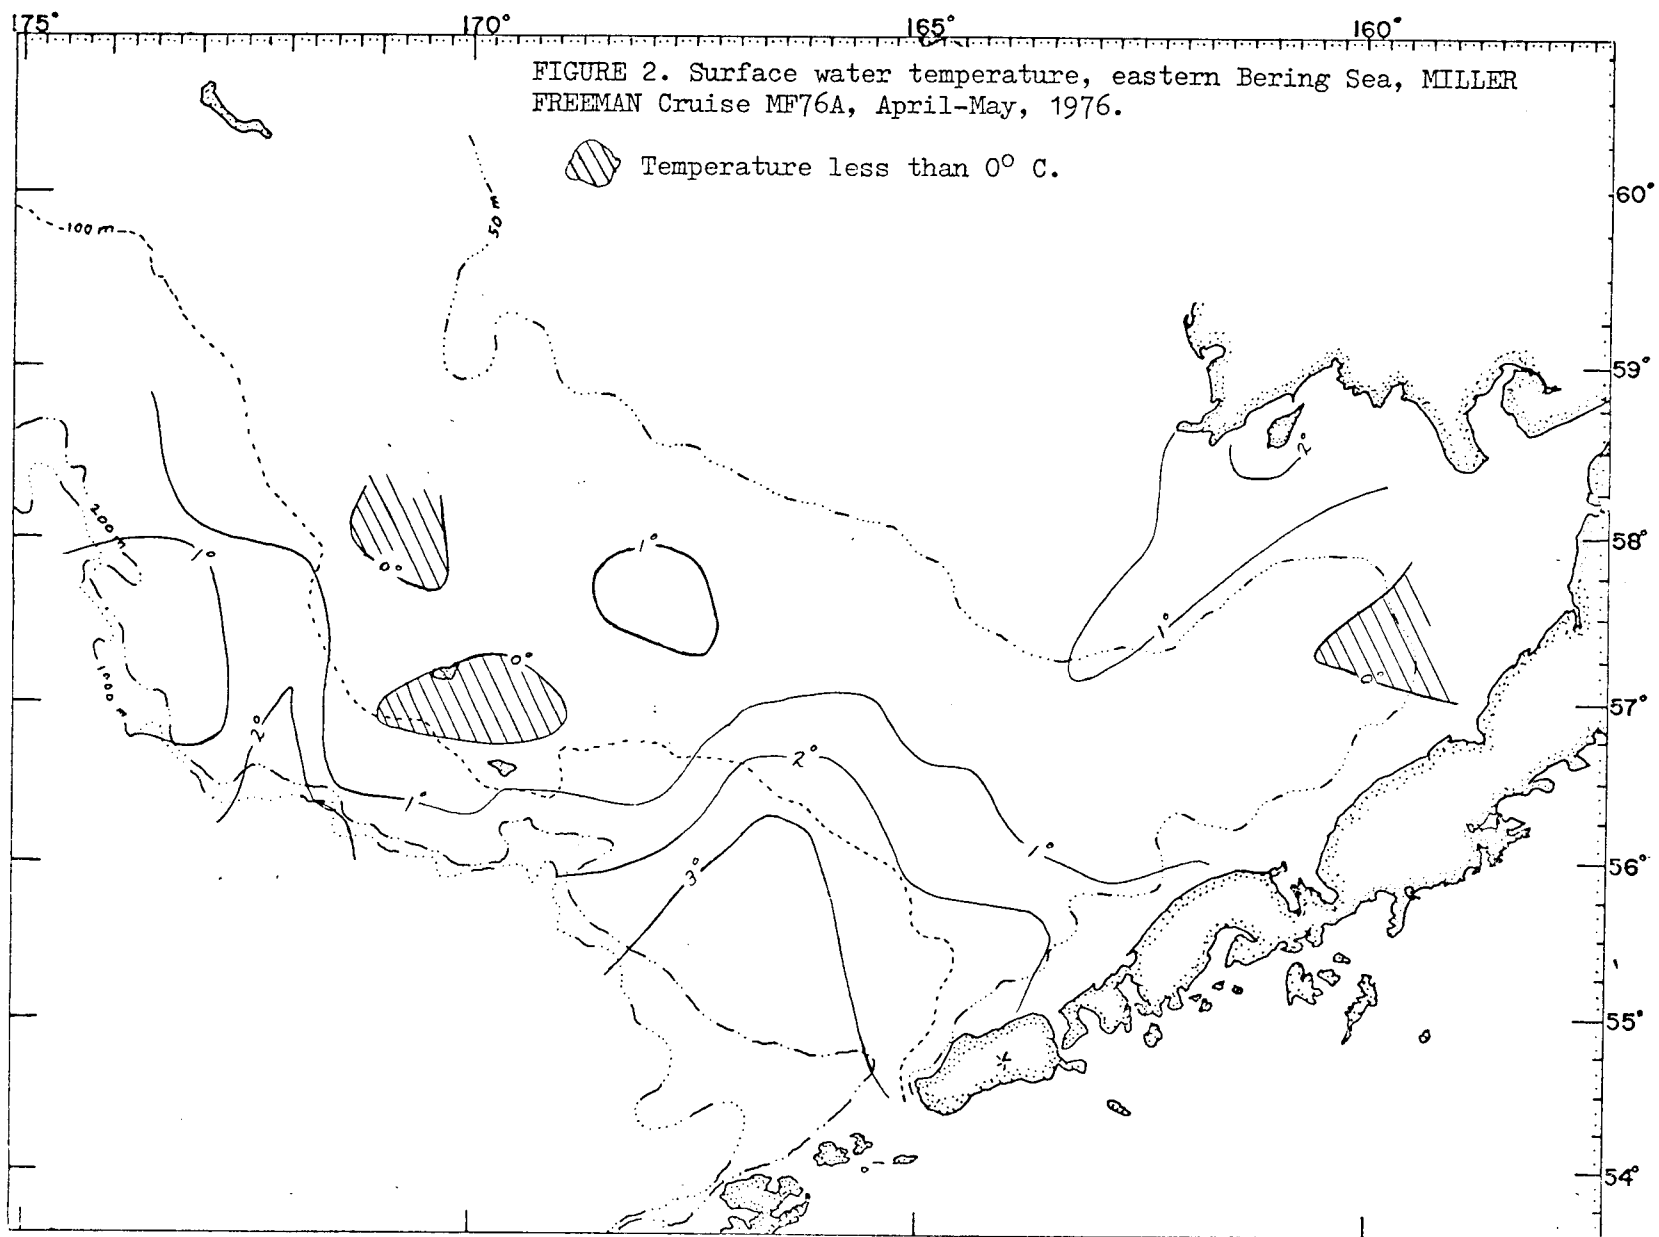 175° 170° 165° 160°
FIGURE 2. Surface water temperature, eastern Bering Sea, MILLER
FREEMAN Cruise MF76A, April-May, 1976.
Temperature less than 0° C.
60°
50 m
100 m
59°
2°
200 m
58°
1°
1°
0°
1°
0°
0°
1000 m
57°
2°
2°
1°
1°
3°
56°
55°
54°